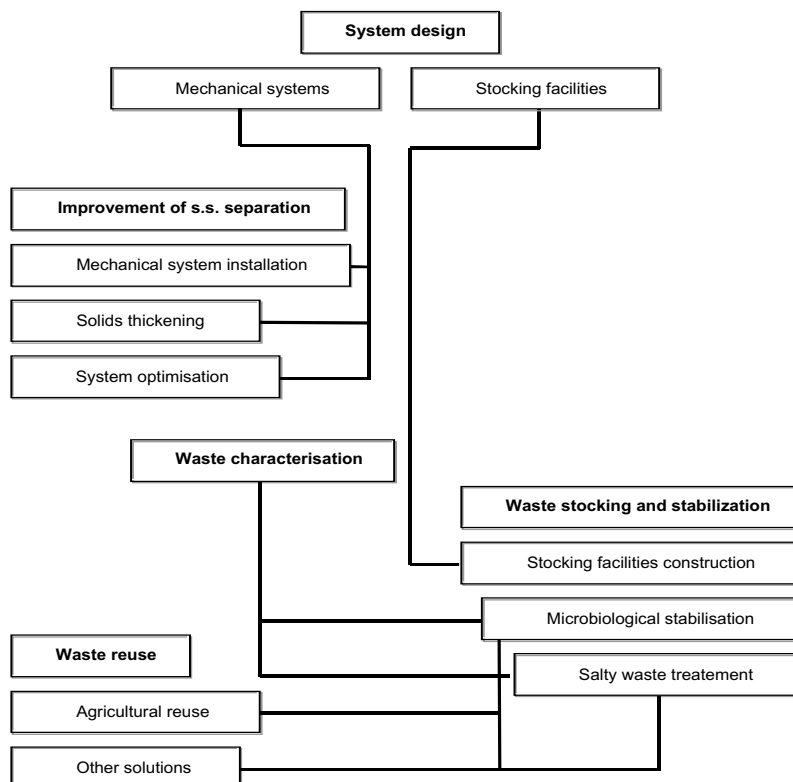 System design
Mechanical systems
Stocking facilities
Improvement of s.s. separation
Mechanical system installation
Solids thickening
System optimisation
Waste characterisation
Waste stocking and stabilization
Stocking facilities construction
Microbiological stabilisation
Waste reuse
Salty waste treatement
Agricultural reuse
Other solutions